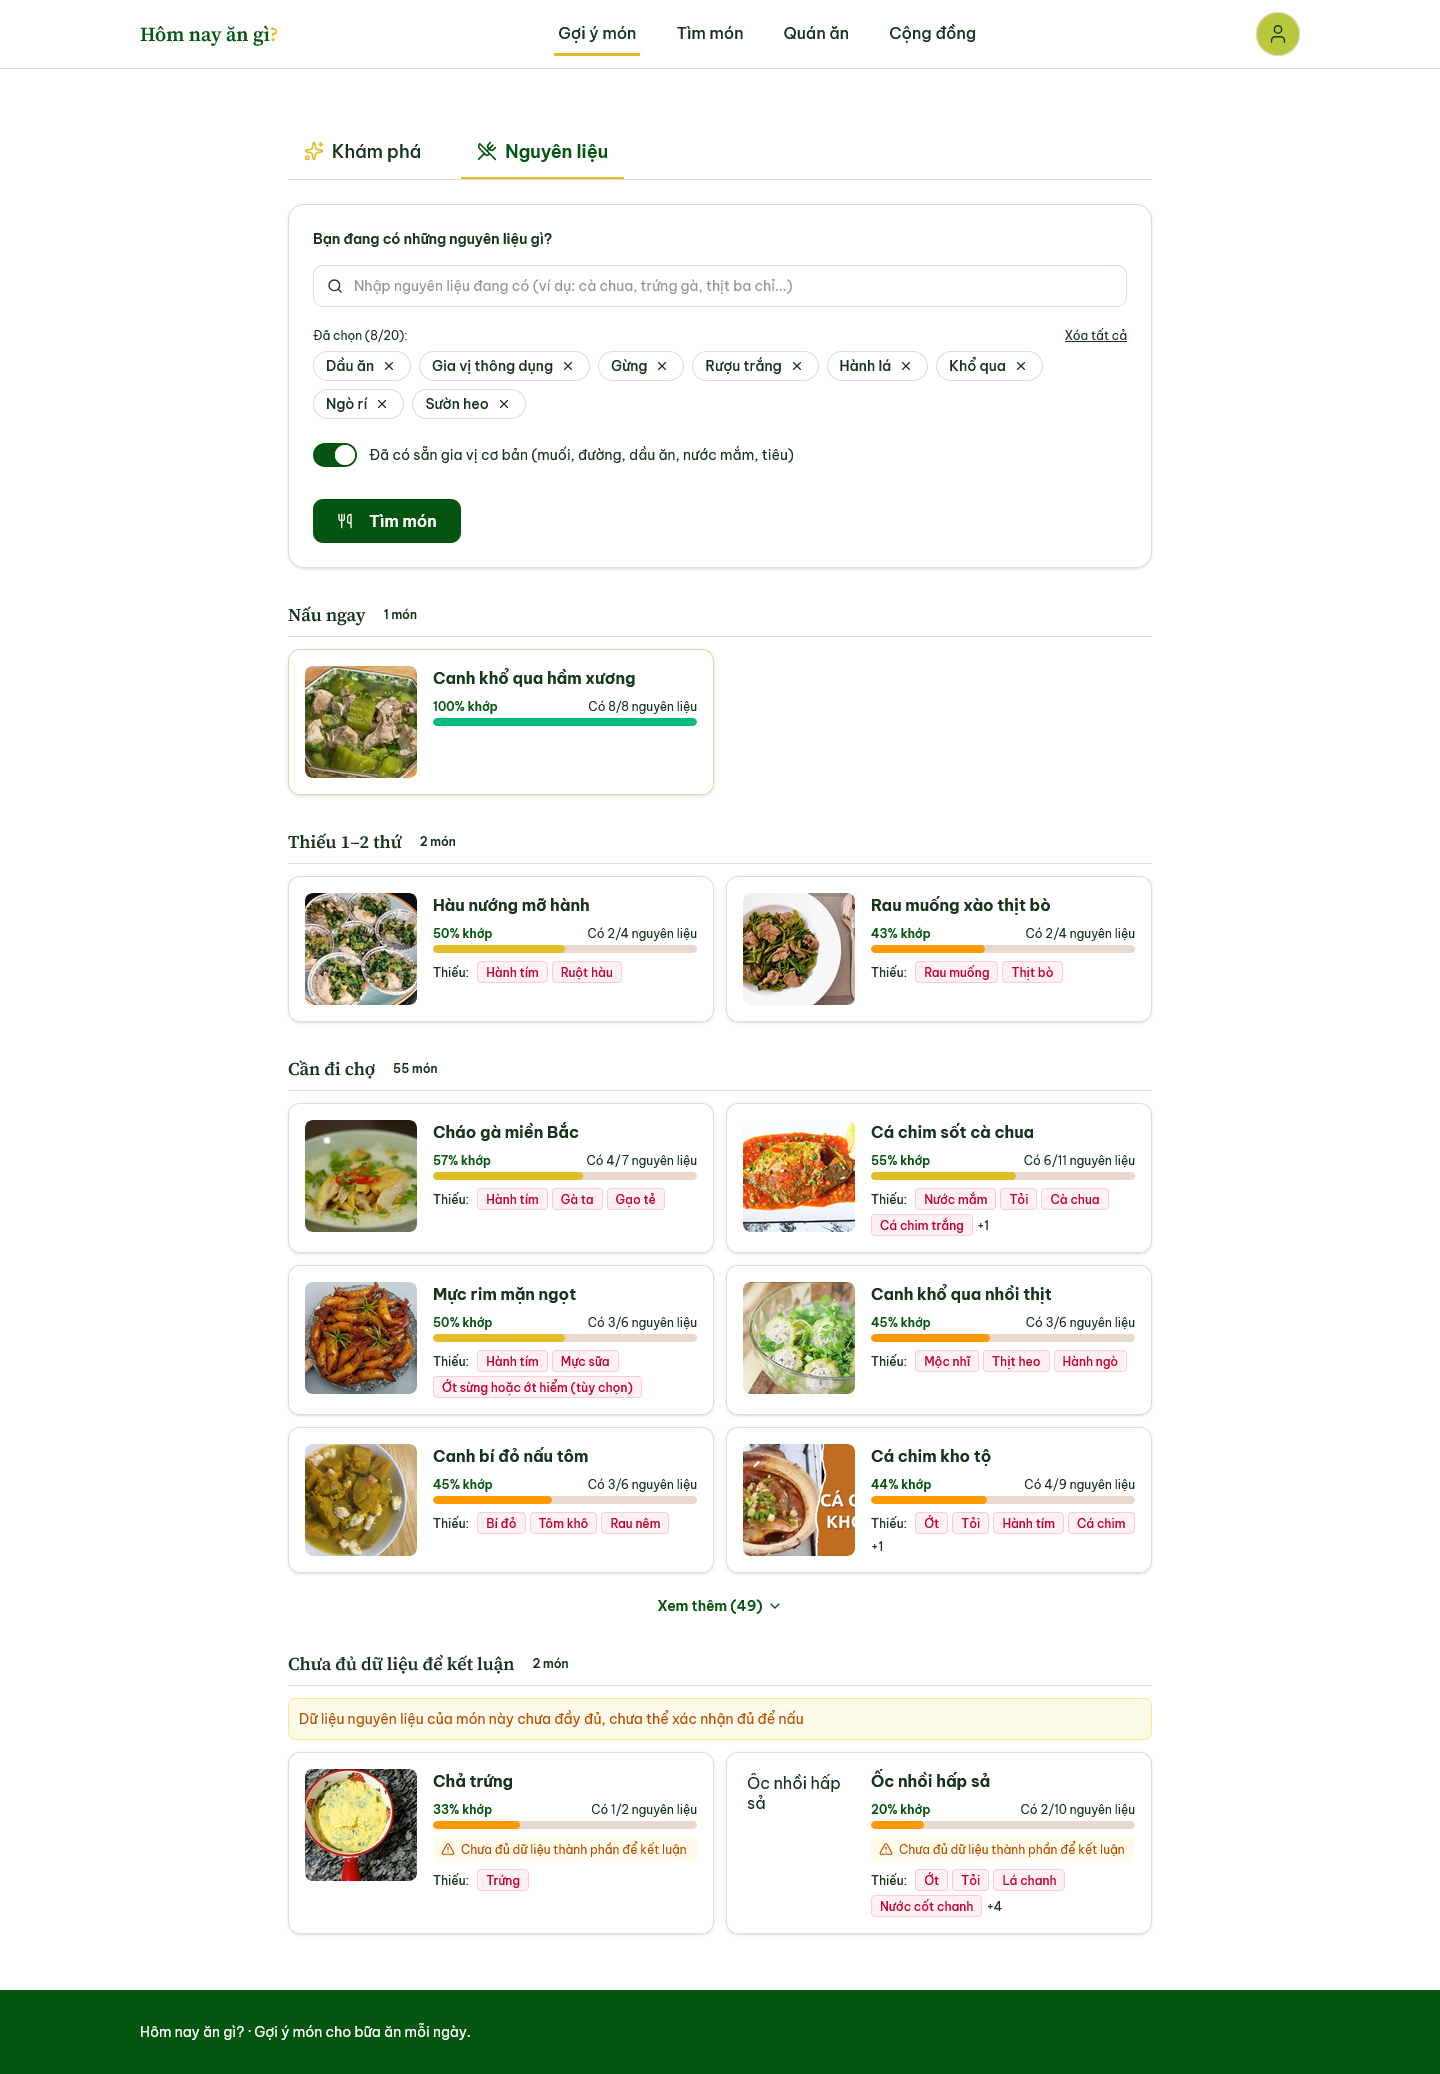 Hôm nay ăn gì?
Gợi ý món
Tìm món
Quán ăn
Cộng đồng
Khám phá
Nguyên liệu
Bạn đang có những nguyên liệu gì?
Nhập nguyên liệu đang có (ví dụ: cà chua, trứng gà, thịt ba chỉ...)
Đã chọn (8/20):
Xóa tất cả
Dầu ăn
Gia vị thông dụng
Gừng
Rượu trắng
Hành lá
Khổ qua
Ngò rí
Sườn heo
Đã có sẵn gia vị cơ bản (muối, đường, dầu ăn, nước mắm, tiêu)
Tìm món
Nấu ngay
1 món
Canh khổ qua hầm xương
100% khớp
Có 8/8 nguyên liệu
Thiếu 1–2 thứ
2 món
Hàu nướng mỡ hành
50% khớp
Có 2/4 nguyên liệu
Thiếu: Hành tím Ruột hàu
Rau muống xào thịt bò
43% khớp
Có 2/4 nguyên liệu
Thiếu: Rau muống Thịt bò
Cần đi chợ
55 món
Cháo gà miền Bắc
57% khớp
Có 4/7 nguyên liệu
Thiếu: Hành tím Gà ta Gạo tẻ
Cá chim sốt cà chua
55% khớp
Có 6/11 nguyên liệu
Thiếu: Nước mắm Tỏi Cà chua
Cá chim trắng +1
Mực rim mặn ngọt
50% khớp
Có 3/6 nguyên liệu
Thiếu: Hành tím Mực sữa
Ớt sừng hoặc ớt hiểm (tùy chọn)
Canh khổ qua nhồi thịt
45% khớp
Có 3/6 nguyên liệu
Thiếu: Mộc nhĩ Thịt heo Hành ngò
Canh bí đỏ nấu tôm
45% khớp
Có 3/6 nguyên liệu
Thiếu: Bí đỏ Tôm khô Rau nêm
CÁ C
KHO
Cá chim kho tộ
44% khớp
Có 4/9 nguyên liệu
Thiếu: Ớt Tỏi Hành tím Cá chim
+1
Xem thêm (49)
Chưa đủ dữ liệu để kết luận
2 món
Dữ liệu nguyên liệu của món này chưa đầy đủ, chưa thể xác nhận đủ để nấu
Chả trứng
33% khớp
Có 1/2 nguyên liệu
Chưa đủ dữ liệu thành phần để kết luận
Thiếu: Trứng
Ốc nhồi hấp
sả
Ốc nhồi hấp sả
20% khớp
Có 2/10 nguyên liệu
Chưa đủ dữ liệu thành phần để kết luận
Thiếu: Ớt Tỏi Lá chanh
Nước cốt chanh +4
Hôm nay ăn gì? · Gợi ý món cho bữa ăn mỗi ngày.